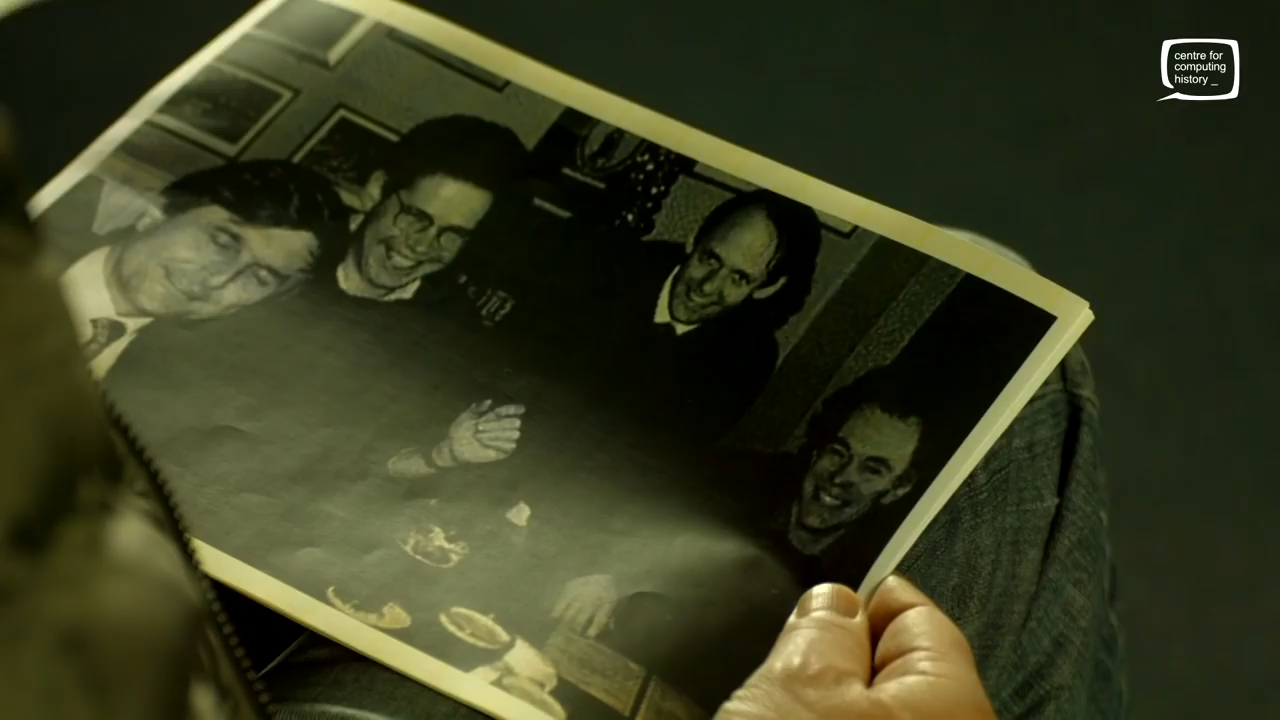 centre for
computing
history _